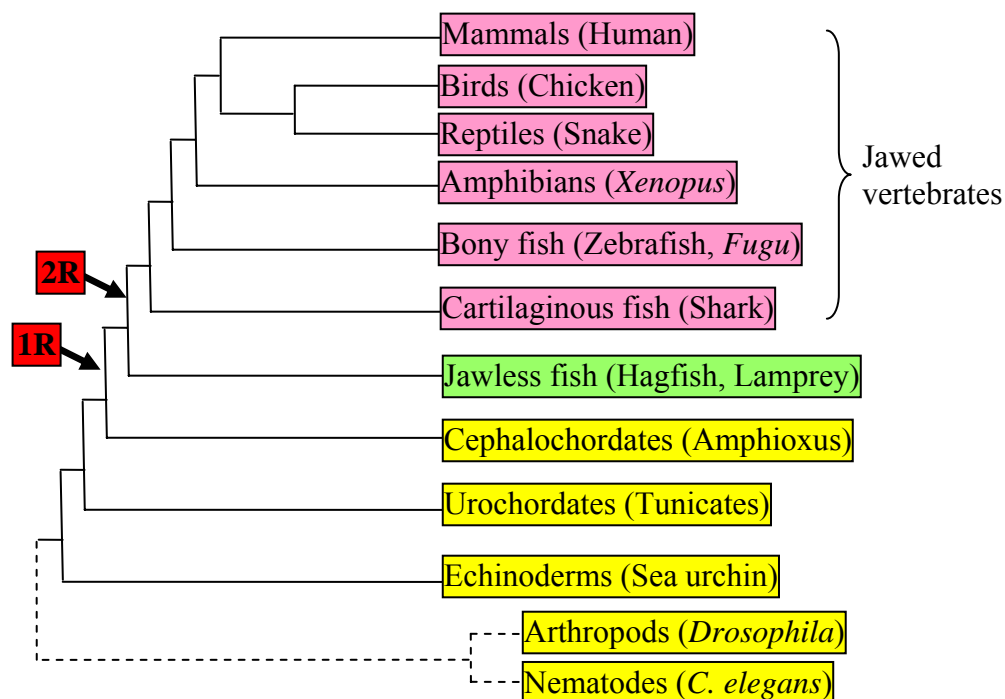 Mammals (Human)
Birds (Chicken)
Reptiles (Snake)
Jawed
vertebrates
Amphibians (Xenopus)
Bony fish (Zebrafish, Fugu)
2R
Cartilaginous fish (Shark)
1R
Jawless fish (Hagfish, Lamprey)
Cephalochordates (Amphioxus)
Urochordates (Tunicates)
Echinoderms (Sea urchin)
Arthropods (Drosophila)
Nematodes (C. elegans)